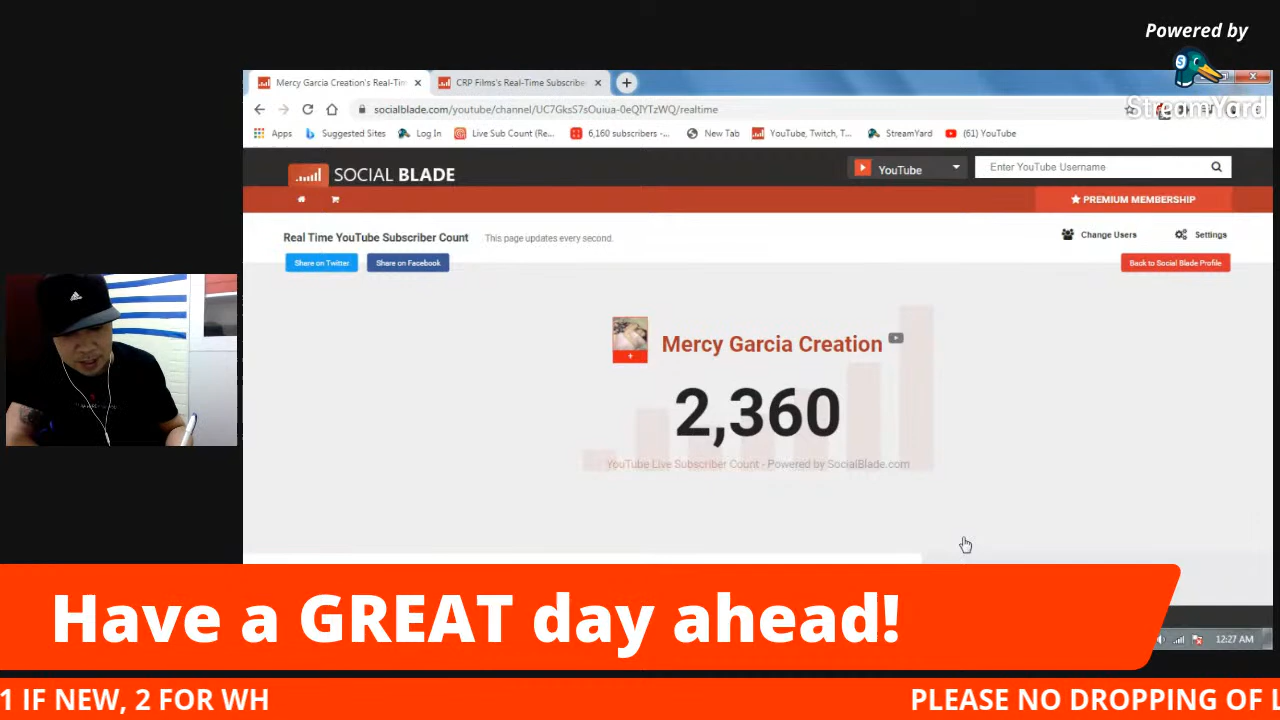 Powered by
StreamYard
Mercy Garcia Creation's Real-Tim
CRP Films's Real-Time Subscribe
socialblade.com/youtube/channel/UC7GksS7sOuiua-0eQIYTzWQ/realtime
Apps Suggested Sites Log In Live Sub Count (Re... 6,160 subscribers -... New Tab YouTube, Twitch, T... StreamYard (61) YouTube
SOCIAL BLADE YouTube Enter YouTube Username
PREMIUM MEMBERSHIP
Real Time YouTube Subscriber Count This page updates every second. Change Users Settings
Share on Twitter Share on Facebook Back to Social Blade Profile
Mercy Garcia Creation
2,360
YouTube Live Subscriber Count - Powered by SocialBlade.com
Have a GREAT day ahead!
12:27 AM
1 IF NEW, 2 FOR WH PLEASE NO DROPPING OF L